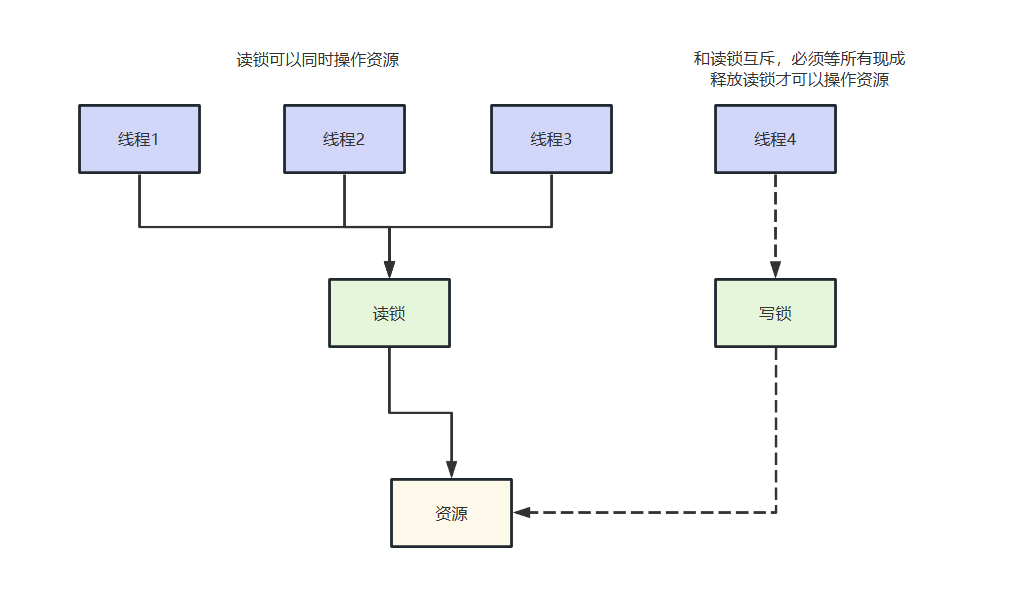 读锁可以同时操作资源
和读锁互斥，必须等所有现成
释放读锁才可以操作资源
线程1
线程2
线程3
线程4
读锁
写锁
资源